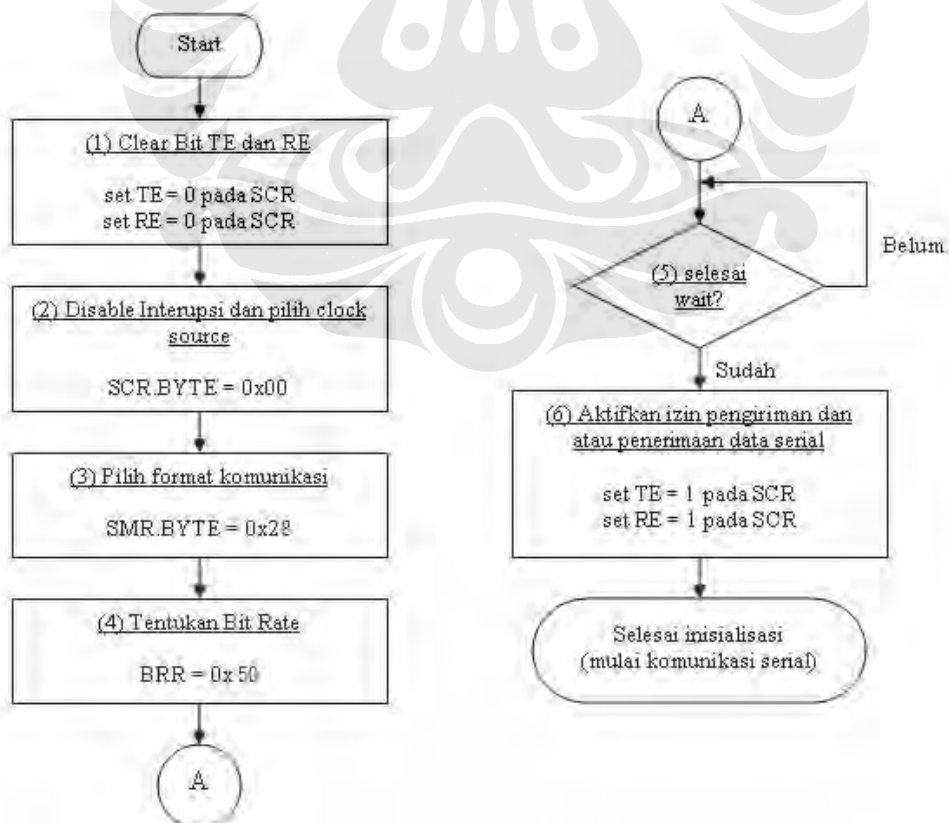 Start
(1) Clear Bit TE dan RE
set TE = 0 pada SCR
set RE = 0 pada SCR
(2) Disable Interupsi dan pilih clock
source
SCR.BYTE = 0x00
(3) Pilih format komunikasi
SMR.BYTE = 0x28
(4) Tentukan Bit Rate
BRR = 0x 50
A
A
(5) selesai
wait?
Belum
Sudah
(6) Aktifkan izin pengiriman dan
atau penerimaan data serial
set TE = 1 pada SCR
set RE = 1 pada SCR
Selesai inisialisasi
(mulai komunikasi serial)